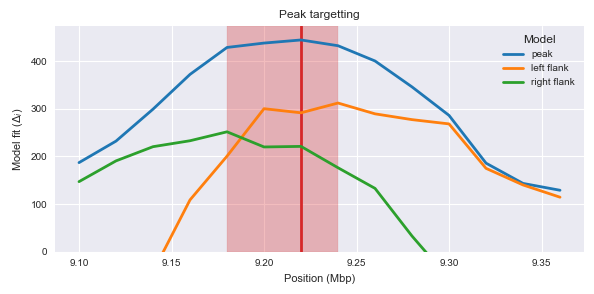 Peak targetting
Model fit (Δᵢ)
400
300
200
100
0
Model
peak
left flank
right flank
9.10
9.15
9.20
9.25
9.30
9.35
Position (Mbp)